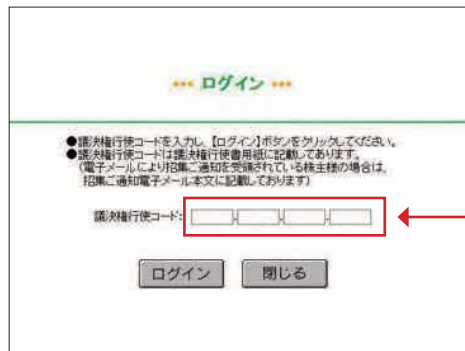 ••• ログイン •••
●議決権行使コードを入力し、【ログイン】ボタンをクリックしてください。
●議決権行使コードは議決権行使書用紙に記載してあります。
(電子メールにより招集ご通知を受領されている株主様の場合は、
招集ご通知電子メール本文に記載しております)
議決権行使コード: - - -
ログイン 閉じる